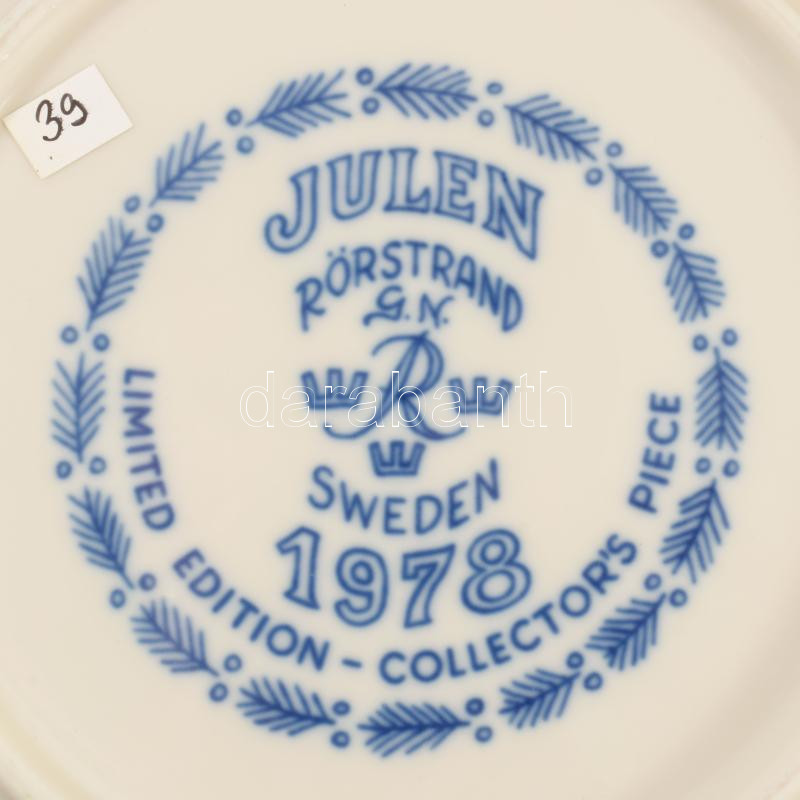 39
JULEN
RÖRSTRAND
G.N.
R
darabanth
SWEDEN
1978
LIMITED EDITION - COLLECTOR'S PIECE